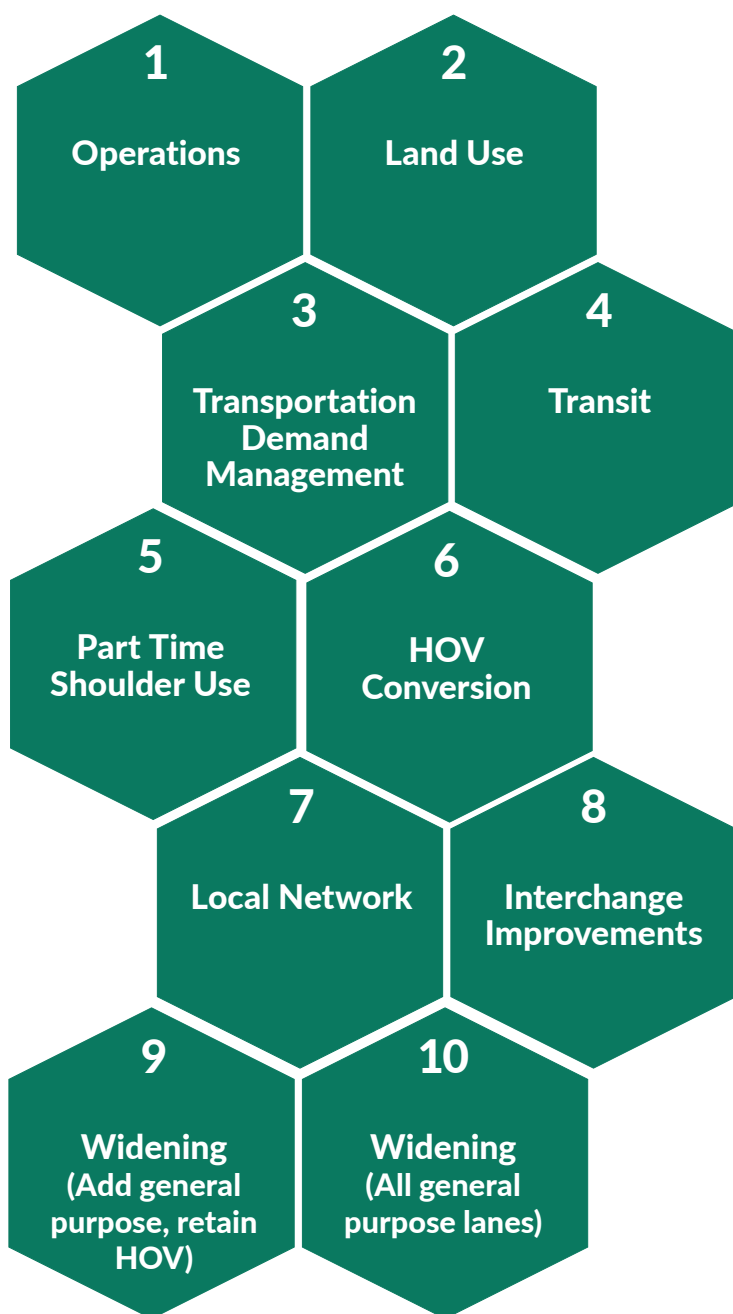 1
Operations
2
Land Use
3
Transportation
Demand
Management
4
Transit
5
Part Time
Shoulder Use
6
HOV
Conversion
7
Local Network
8
Interchange
Improvements
9
Widening
(Add general
purpose, retain
HOV)
10
Widening
(All general
purpose lanes)